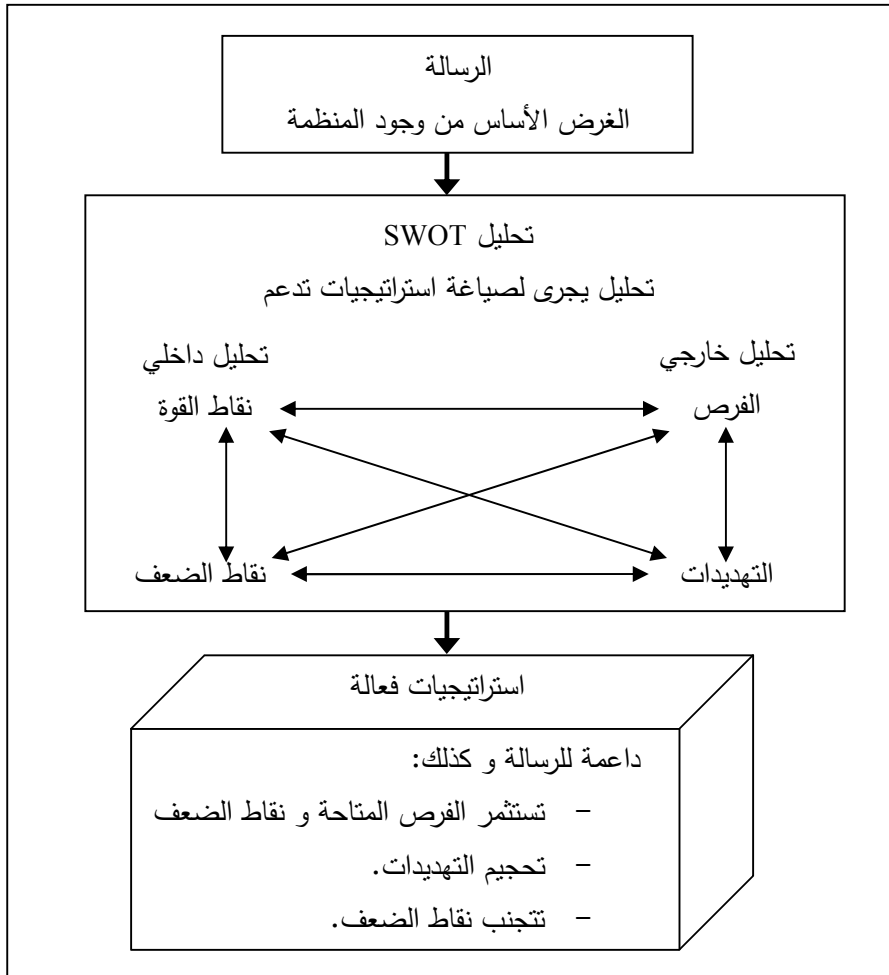 الرسالة
الغرض الأساس من وجود المنظمة
تحليل SWOT
تحليل يجرى لصياغة استراتيجيات تدعم
تحليل خارجي
تحليل داخلي
الفرص
نقاط القوة
التهديدات
نقاط الضعف
استراتيجيات فعالة
داعمة للرسالة و كذلك:
- تستثمر الفرص المتاحة و نقاط الضعف
- تحجيم التهديدات.
- تتجنب نقاط الضعف.